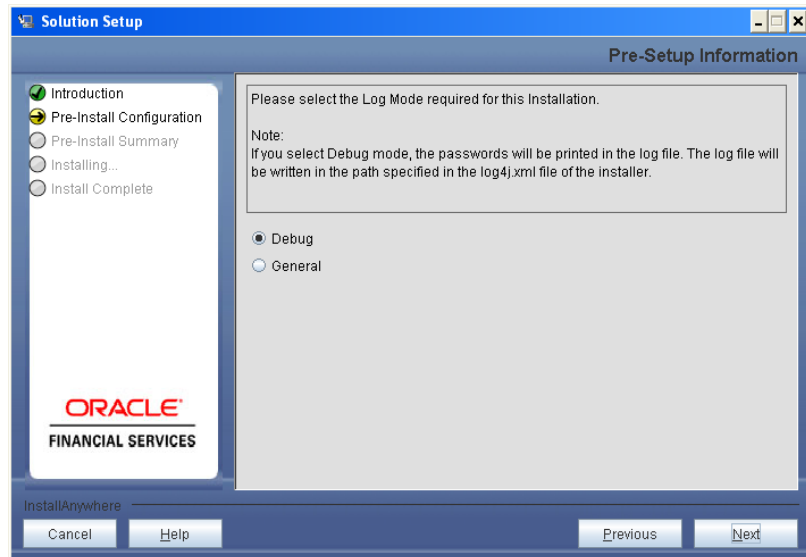 Solution Setup
Pre-Setup Information
Introduction
Pre-Install Configuration
Pre-Install Summary
Installing...
Install Complete
Please select the Log Mode required for this Installation.
Note:
If you select Debug mode, the passwords will be printed in the log file. The log file will
be written in the path specified in the log4j.xml file of the installer.
Debug
General
ORACLE
FINANCIAL SERVICES
InstallAnywhere
Cancel
Help
Previous
Next